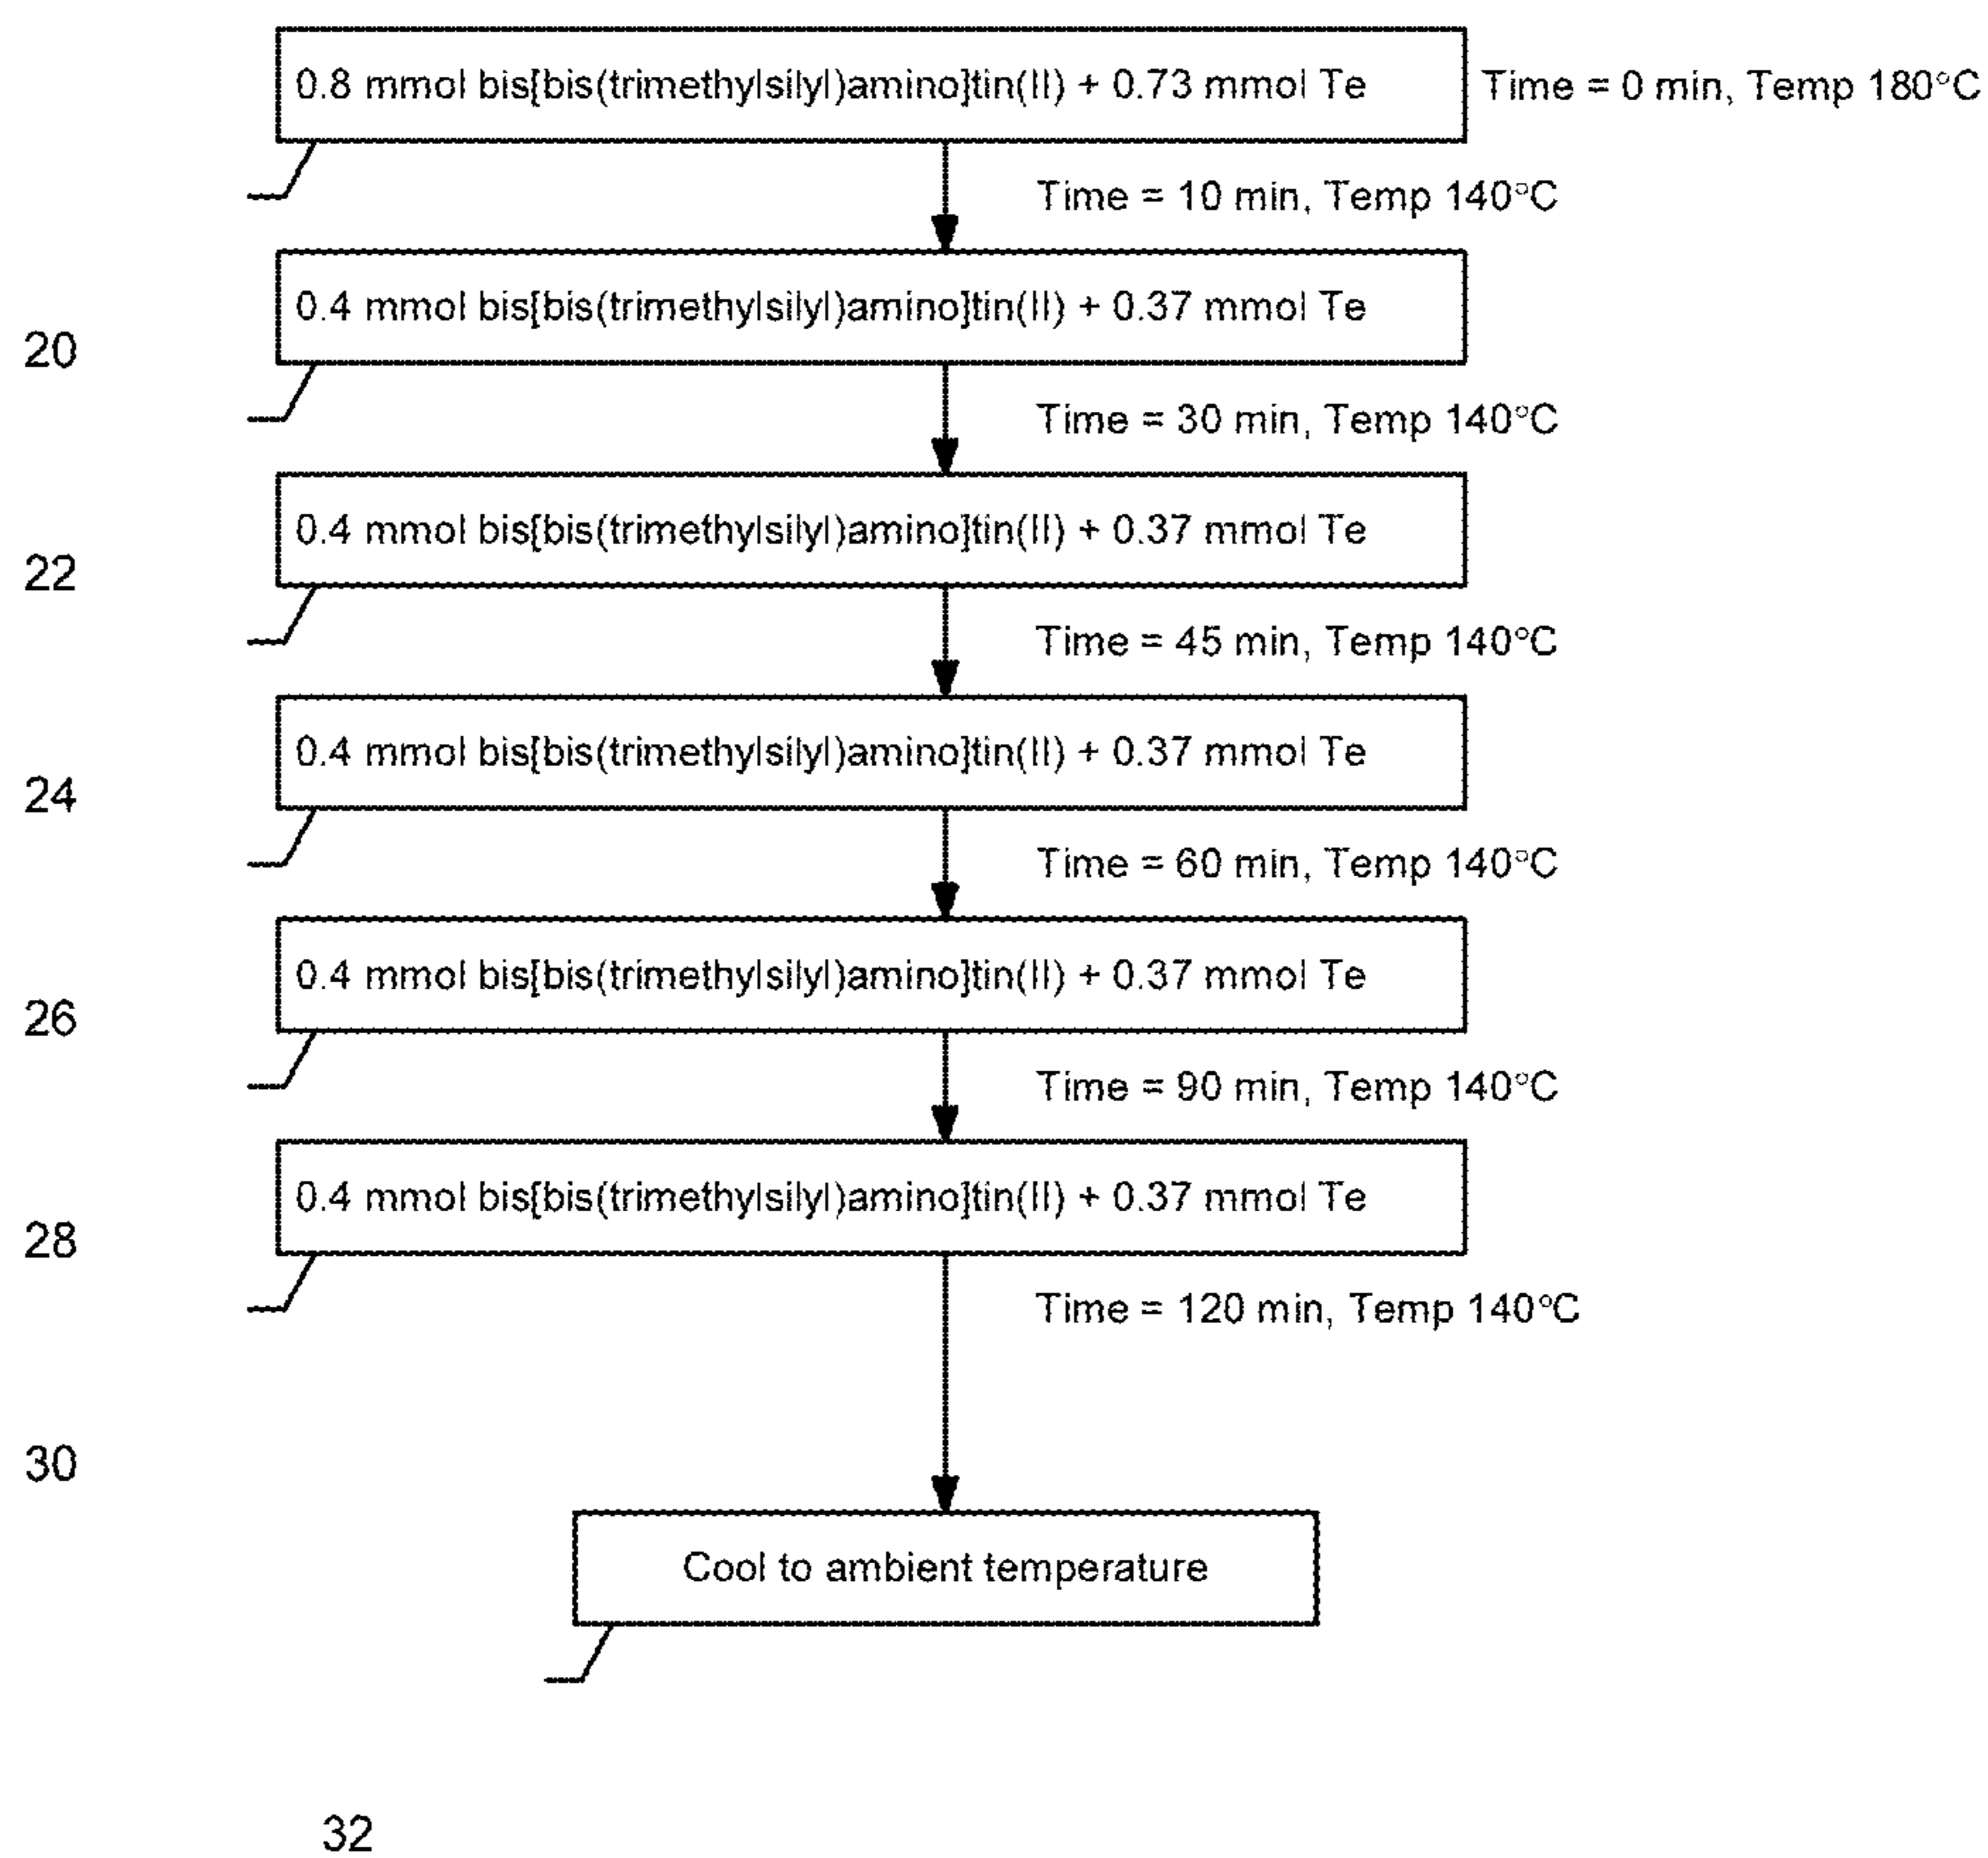 0.8 mmol bis[bis(trimethylsilyl)amino]tin(II) + 0.73 mmol Te
Time = 0 min, Temp 180°C
Time = 10 min, Temp 140°C
0.4 mmol bis[bis(trimethylsilyl)amino]tin(II) + 0.37 mmol Te
20
Time = 30 min, Temp 140°C
0.4 mmol bis[bis(trimethylsilyl)amino]tin(II) + 0.37 mmol Te
22
Time = 45 min, Temp 140°C
0.4 mmol bis[bis(trimethylsilyl)amino]tin(II) + 0.37 mmol Te
24
Time = 60 min, Temp 140°C
0.4 mmol bis[bis(trimethylsilyl)amino]tin(II) + 0.37 mmol Te
26
Time = 90 min, Temp 140°C
0.4 mmol bis[bis(trimethylsilyl)amino]tin(II) + 0.37 mmol Te
28
Time = 120 min, Temp 140°C
30
Cool to ambient temperature
32